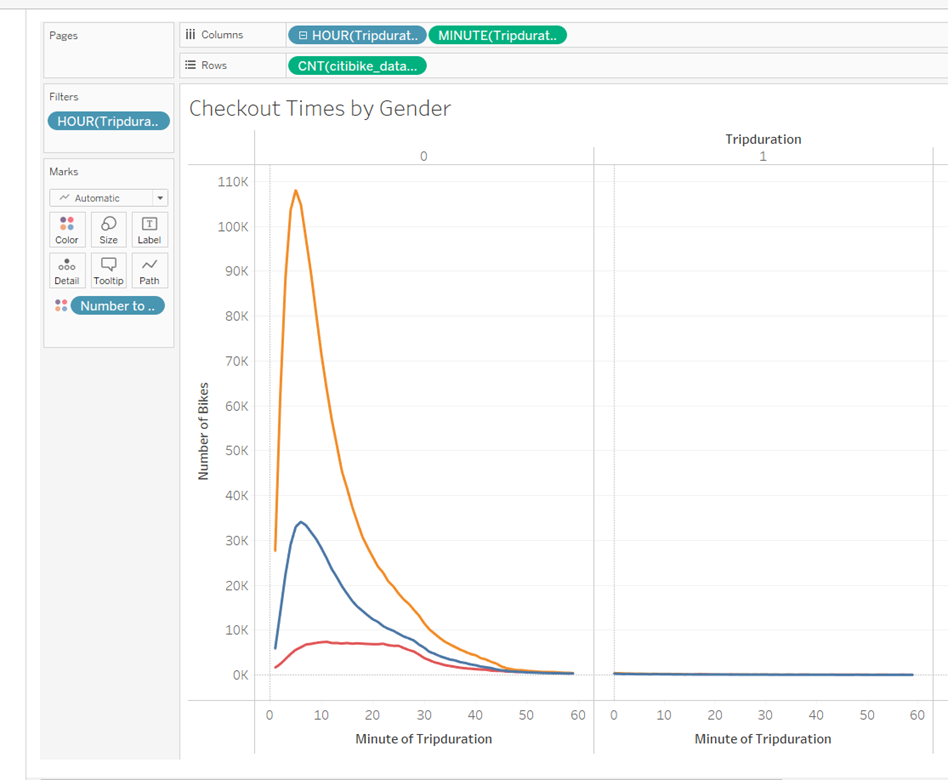 Pages
Columns
HOUR(Tripdurat..
MINUTE(Tripdurat..
Rows
CNT(citibike_data...
Filters
HOUR(Tripdura..
Marks
Automatic
Color
Size
Label
Detail
Tooltip
Path
Number to ..
Checkout Times by Gender
Tripduration
0
1
Number of Bikes
110K
100K
90K
80K
70K
60K
50K
40K
30K
20K
10K
0K
0 10 20 30 40 50 60
0 10 20 30 40 50 60
Minute of Tripduration
Minute of Tripduration